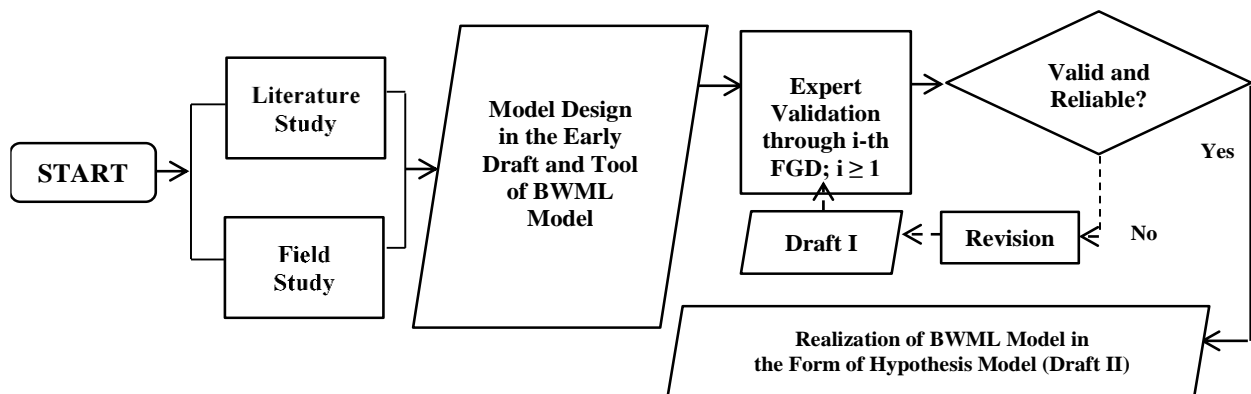 START
Literature
Study
Field
Study
Model Design
in the Early
Draft and Tool
of BWML
Model
Expert
Validation
through i-th
FGD; i ≥ 1
Valid and
Reliable?
Yes
No
Revision
Draft I
Realization of BWML Model in
the Form of Hypothesis Model (Draft II)